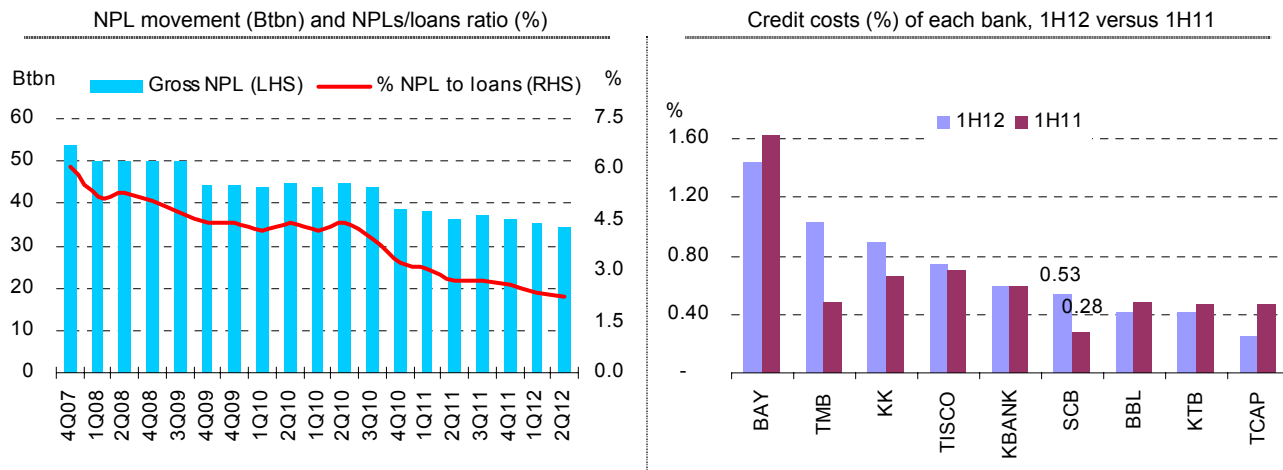 NPL movement (Btbn) and NPLs/loans ratio (%)
Btbn
Gross NPL (LHS)
% NPL to loans (RHS)
%
60
50
40
30
20
10
0
7.5
6.0
4.5
3.0
1.5
0.0
4Q07
1Q08
2Q08
4Q08
3Q09
4Q09
4Q09
1Q10
2Q10
1Q10
2Q10
3Q10
4Q10
1Q11
2Q11
3Q11
4Q11
1Q12
2Q12
Credit costs (%) of each bank, 1H12 versus 1H11
%
1H12
1H11
1.60
1.20
0.80
0.40
-
0.53
0.28
BAY
TMB
KK
TISCO
KBANK
SCB
BBL
KTB
TCAP